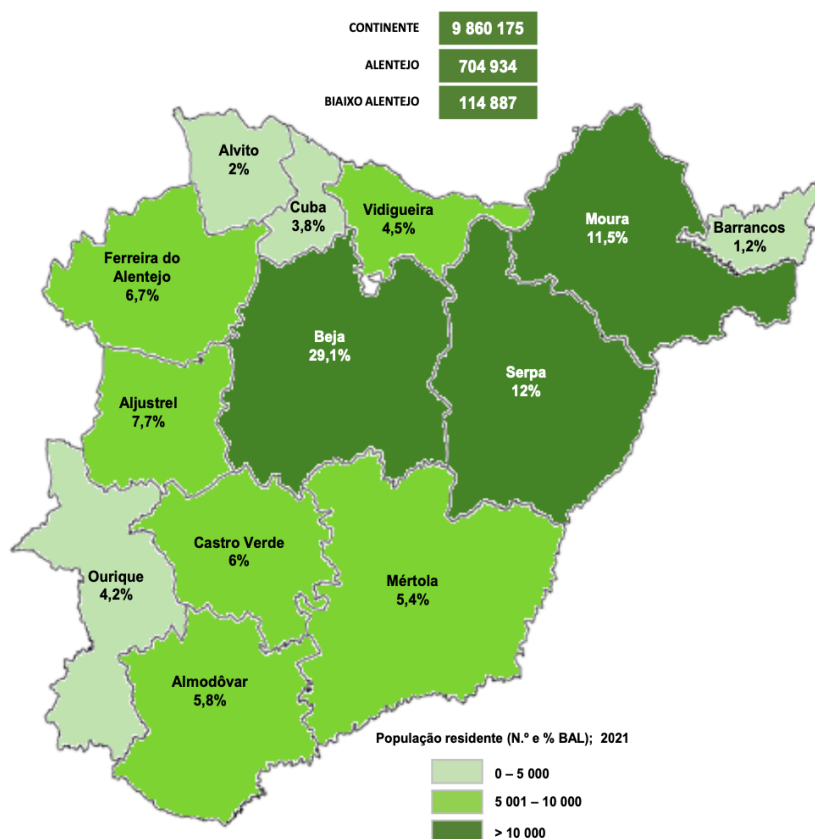 CONTINENTE 9 860 175
ALENTEJO 704 934
BIAIXO ALENTEJO 114 887
Alvito
2%
Cuba
3,8%
Vidigueira
4,5%
Moura
11,5%
Barrancos
1,2%
Ferreira do
Alentejo
6,7%
Beja
29,1%
Serpa
12%
Aljustrel
7,7%
Castro Verde
6%
Ourique
4,2%
Mértola
5,4%
Almodôvar
5,8%
População residente (N.º e % BAL); 2021
0 – 5 000
5 001 – 10 000
> 10 000